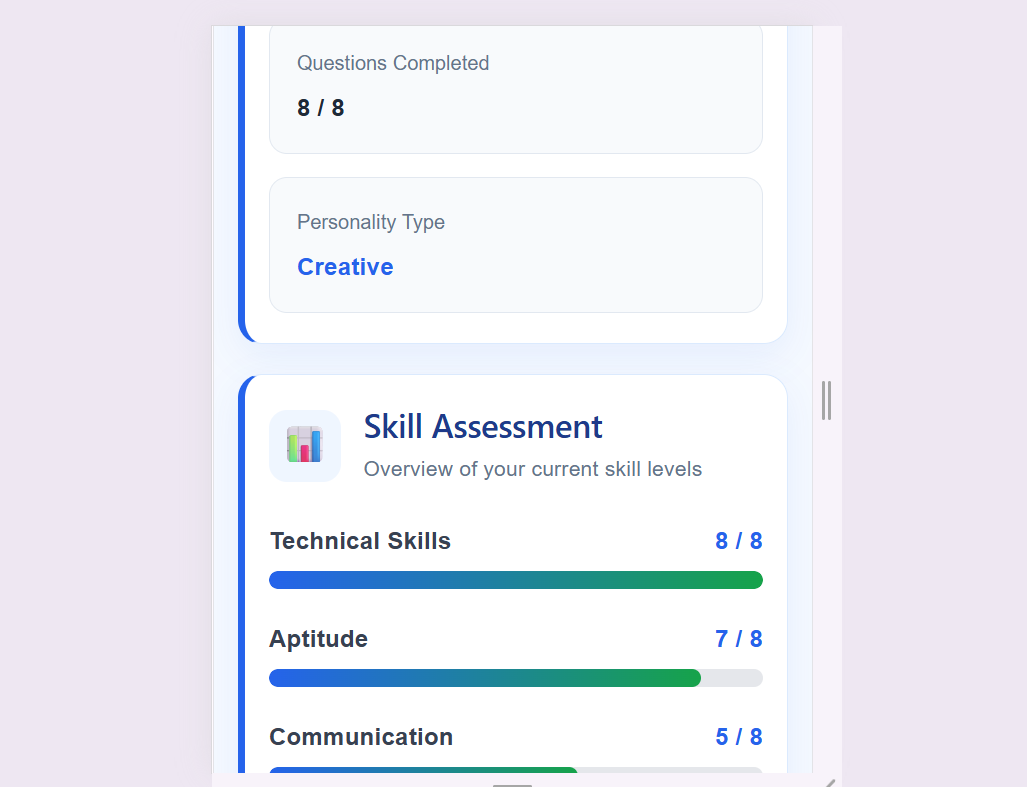 Questions Completed
8 / 8
Personality Type
Creative
Skill Assessment
Overview of your current skill levels
Technical Skills 8 / 8
Aptitude 7 / 8
Communication 5 / 8